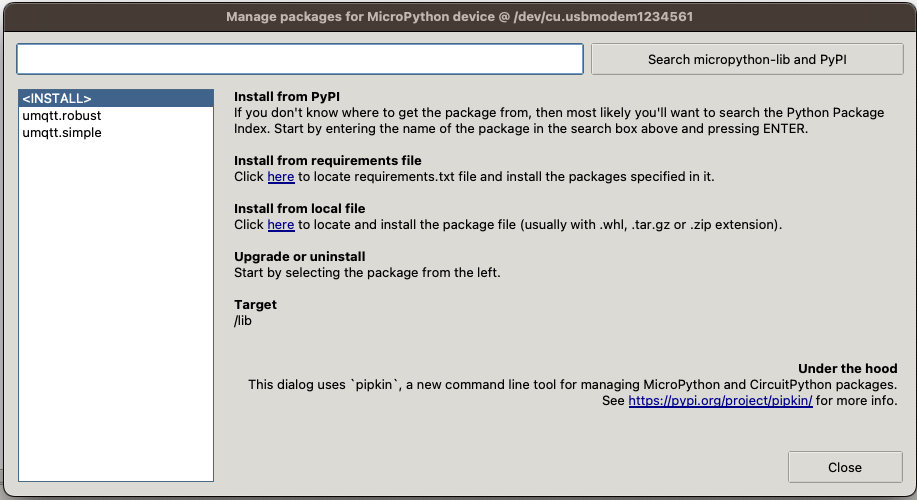 Manage packages for MicroPython device @ /dev/cu.usbmodem1234561
Search micropython-lib and PyPI
<INSTALL>
umqtt.robust
umqtt.simple
Install from PyPI
If you don't know where to get the package from, then most likely you'll want to search the Python Package
Index. Start by entering the name of the package in the search box above and pressing ENTER.
Install from requirements file
Click here to locate requirements.txt file and install the packages specified in it.
Install from local file
Click here to locate and install the package file (usually with .whl, .tar.gz or .zip extension).
Upgrade or uninstall
Start by selecting the package from the left.
Target
/lib
Under the hood
This dialog uses `pipkin`, a new command line tool for managing MicroPython and CircuitPython packages.
See https://pypi.org/project/pipkin/ for more info.
Close